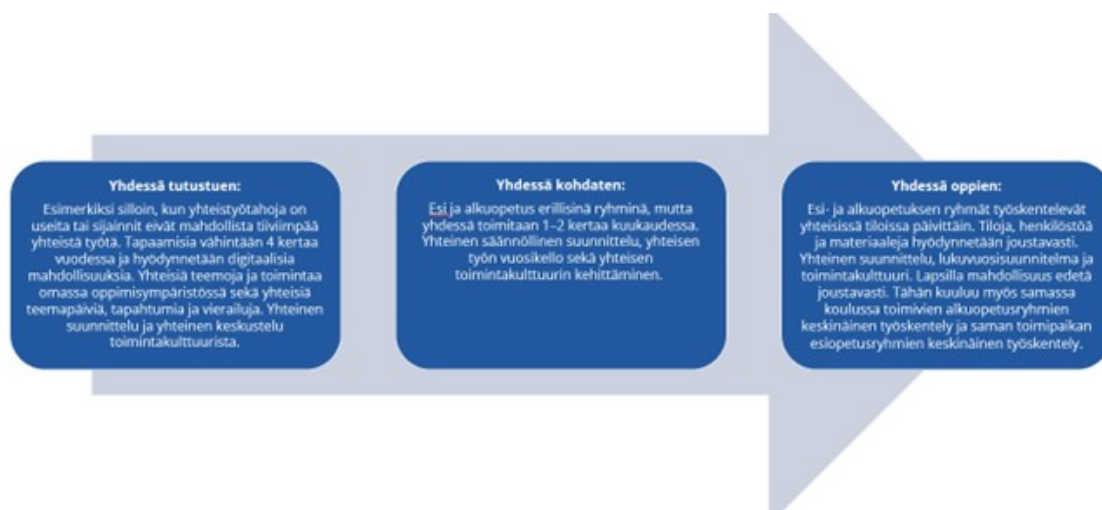 Yhdessä tutustuen:
Esimerkiksi silloin, kun yhteistyötahoja on
useita tai sijainnit eivät mahdollista tiiviimpää
yhteistä työtä. Tapaamisia vähintään 4 kertaa
vuodessa ja hyödynnetään digitaalisia
mahdollisuuksia. Yhteisiä teemoja ja toimintaa
omassa oppimisympäristössä sekä yhteisiä
teemapäiviä, tapahtumia ja vierailuja. Yhteinen
suunnittelu ja yhteinen keskustelu
toimintakulttuurista.
Yhdessä kohdaten:
Esi ja alkuopetus erillisinä ryhminä, mutta
yhdessä toimitaan 1–2 kertaa kuukaudessa.
Yhteinen säännöllinen suunnittelu, yhteisen
työn vuosikello sekä yhteisen
toimintakulttuurin kehittäminen.
Yhdessä oppien:
Esi- ja alkuopetuksen ryhmät työskentelevät
yhteisissä tiloissa päivittäin. Tiloja, henkilöstöä
ja materiaaleja hyödynnetään joustavasti.
Yhteinen suunnittelu, lukuvuosisuunnitelma ja
toimintakulttuuri. Lapsilla mahdollisuus edetä
joustavasti. Tähän kuuluu myös samassa
koulussa toimivien alkuopetusryhmien
keskinäinen työskentely ja saman toimipaikan
esiopetusryhmien keskinäinen työskentely.